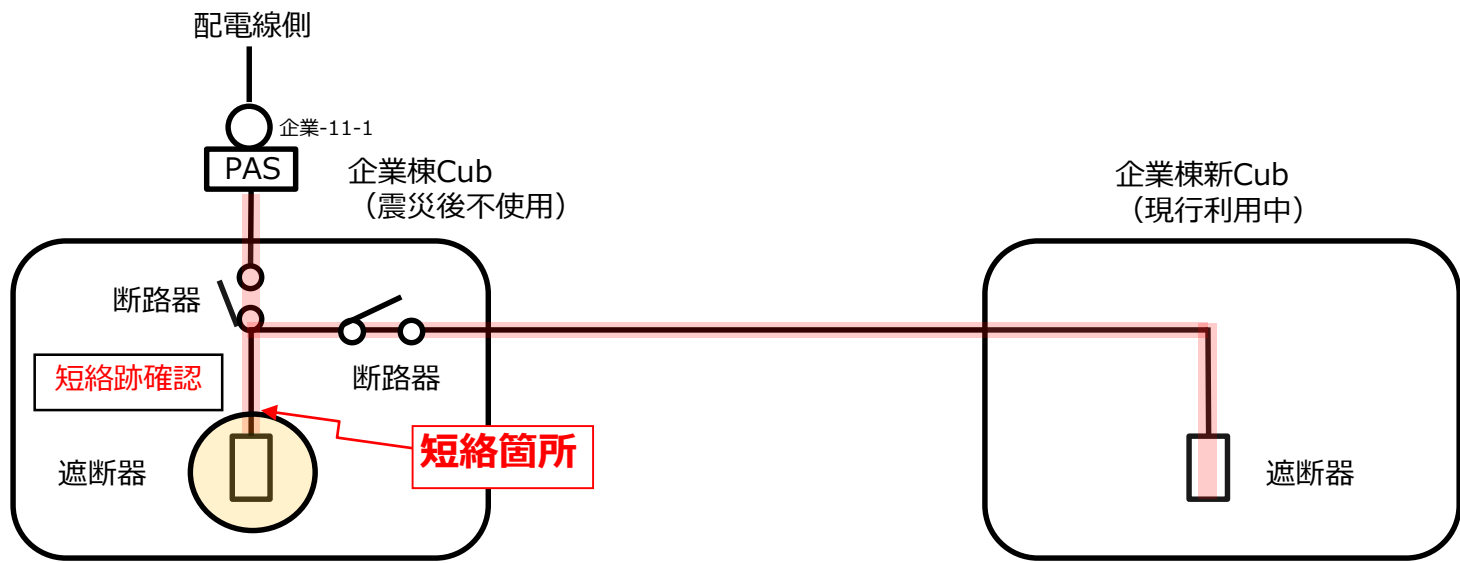 配電線側
企業-11-1
PAS
企業棟Cub
（震災後不使用）
企業棟新Cub
（現行利用中）
断路器
断路器
短絡跡確認
短絡箇所
遮断器
遮断器